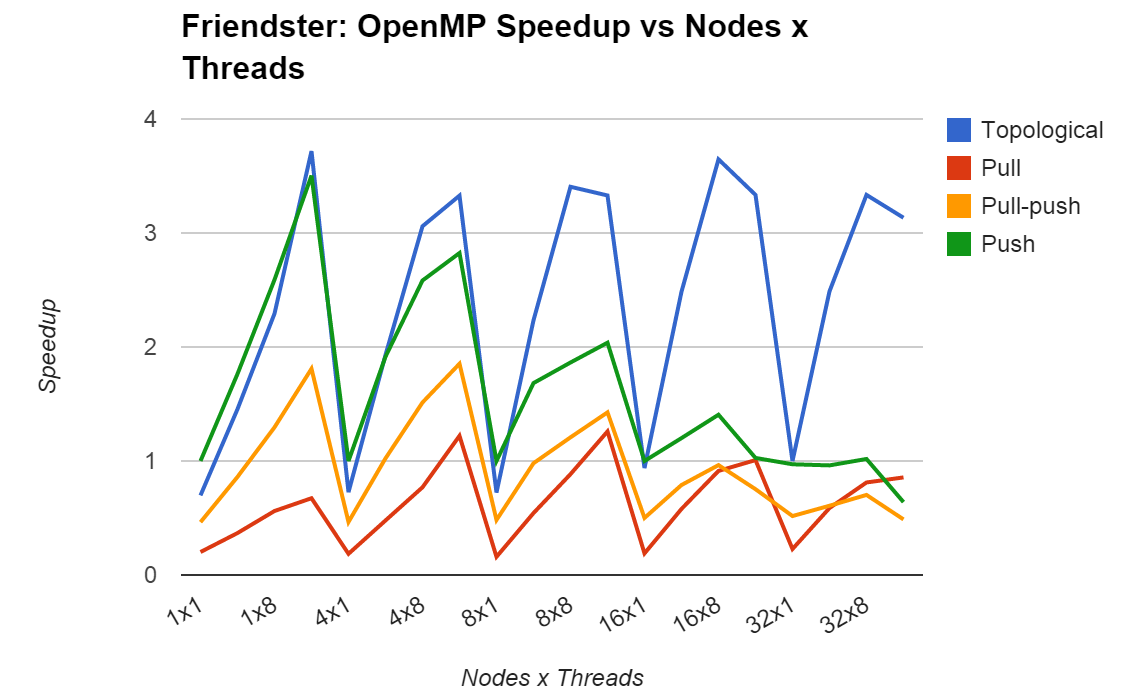 Friendster: OpenMP Speedup vs Nodes x
Threads
4
3
2
1
0
Speedup
1x1
1x8
4x1
4x8
8x1
8x8
16x1
16x8
32x1
32x8
Nodes x Threads
Topological
Pull
Pull-push
Push